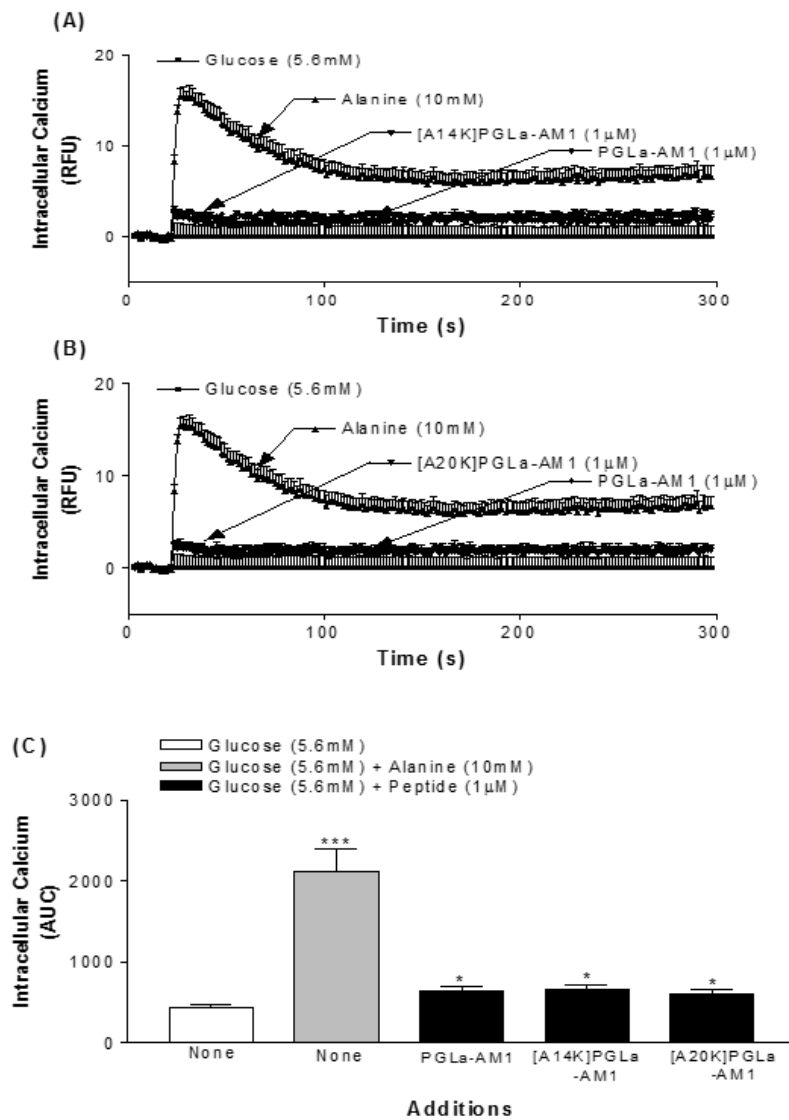 (A)
Glucose (5.6mM)
Alanine (10mM)
[A14K]PGLa-AM1 (1μM)
PGLa-AM1 (1μM)
Intracellular Calcium
(RFU)
20
10
0
0
100
200
300
Time (s)
(B)
Glucose (5.6mM)
Alanine (10mM)
[A20K]PGLa-AM1 (1μM)
PGLa-AM1 (1μM)
Intracellular Calcium
(RFU)
20
10
0
0
100
200
300
Time (s)
(C)
Glucose (5.6mM)
Glucose (5.6mM) + Alanine (10mM)
Glucose (5.6mM) + Peptide (1μM)
Intracellular Calcium
(AUC)
3000
2000
1000
0
***
*
*
*
None
None
PGLa-AM1
[A14K]PGLa
-AM1
[A20K]PGLa
-AM1
Additions